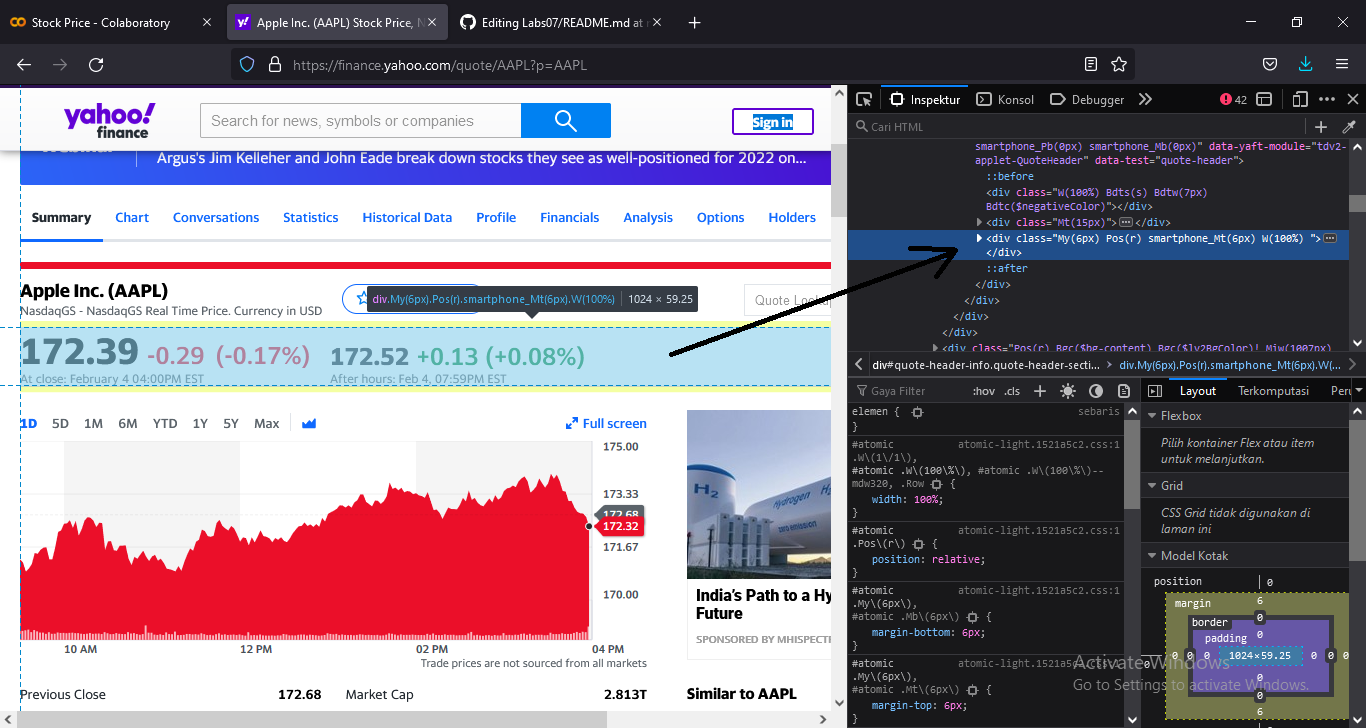 Stock Price - Colaboratory
Apple Inc. (AAPL) Stock Price, N
Editing Labs07/README.md at r
https://finance.yahoo.com/quote/AAPL?p=AAPL
yahoo!
finance
Search for news, symbols or companies
Sign in
Argus's Jim Kelleher and John Eade break down stocks they see as well-positioned for 2022 on...
Summary Chart Conversations Statistics Historical Data Profile Financials Analysis Options Holders
Apple Inc. (AAPL)
NasdaqGS - NasdaqGS Real Time Price. Currency in USD
div.My(6px).Pos(r).smartphone_Mt(6px).W(100%) 1024 × 59.25
Quote Looku
172.39 -0.29 (-0.17%) 172.52 +0.13 (+0.08%)
At close: February 4 04:00PM EST After hours: Feb 4, 07:59PM EST
1D 5D 1M 6M YTD 1Y 5Y Max Full screen
175.00
173.33
172.68
172.32
171.67
170.00
10 AM 12 PM 02 PM 04 PM
Trade prices are not sourced from all markets
H2
Hydrogen
zero emission
H2
India's Path to a Hy
Future
SPONSORED BY MHISPECT
Previous Close 172.68 Market Cap 2.813T
Similar to AAPL
Inspektur Konsol Debugger 42
Cari HTML
smartphone_Pb(0px) smartphone_Mb(0px)" data-yaft-module="tdv2-
applet-QuoteHeader" data-test="quote-header">
::before
<div class="W(100%) Bdts(s) Bdtw(7px)
Bdtc($negativeColor)"></div>
<div class="Mt(15px)"></div>
<div class="My(6px) Pos(r) smartphone_Mt(6px) W(100%) ">
</div>
::after
</div>
</div>
</div>
</div>
<div class="Pos(r) Bgc($bg-content) Bgc($lv2BgColor)! Miw(1007px)
div#quote-header-info.quote-header-secti... div.My(6px).Pos(r).smartphone_Mt(6px).W(...
Gaya Filter :hov .cls
elemen { sebaris
}
#atomic atomic-light.1521a5c2.css:1
.W\(1\/1\),
#atomic .W\(100\%\), #atomic .W\(100\%\)--
mdw320, .Row {
width: 100%;
}
#atomic atomic-light.1521a5c2.css:1
.Pos\(r\) {
position: relative;
}
#atomic atomic-light.1521a5c2.css:1
.My\(6px\),
#atomic .Mb\(6px\) {
margin-bottom: 6px;
}
#atomic atomic-light.1521a5c2.css:1
.My\(6px\),
#atomic .Mt\(6px\) {
margin-top: 6px;
}
Layout Terkomputasi Peru
Flexbox
Pilih kontainer Flex atau item
untuk melanjutkan.
Grid
CSS Grid tidak digunakan di
laman ini
Model Kotak
position 0
margin 6
border 0
padding 0
0 0 0 0 1024×59.25 0 0 0 0
0
0
6
Activate Windows
Go to Settings to activate Windows.